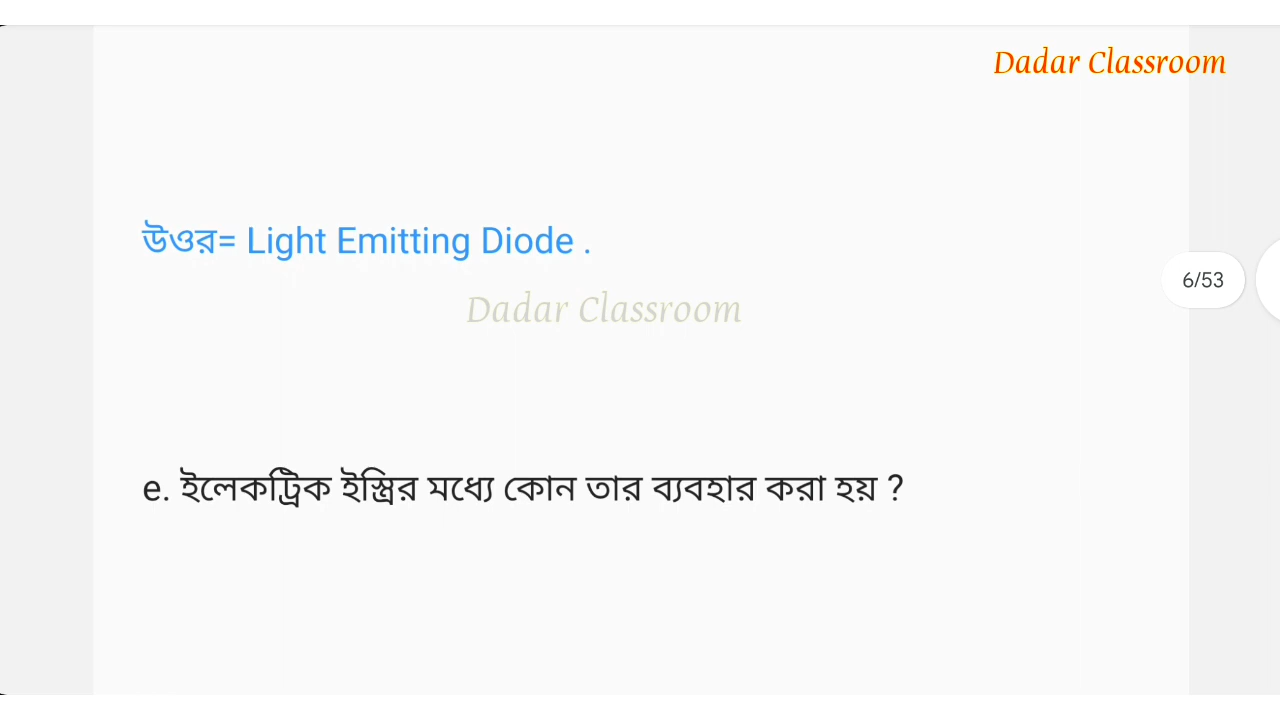 Dadar Classroom
উওর= Light Emitting Diode .
6/53
Dadar Classroom
e. ইলেকট্রিক ইস্ত্রির মধ্যে কোন তার ব্যবহার করা হয় ?